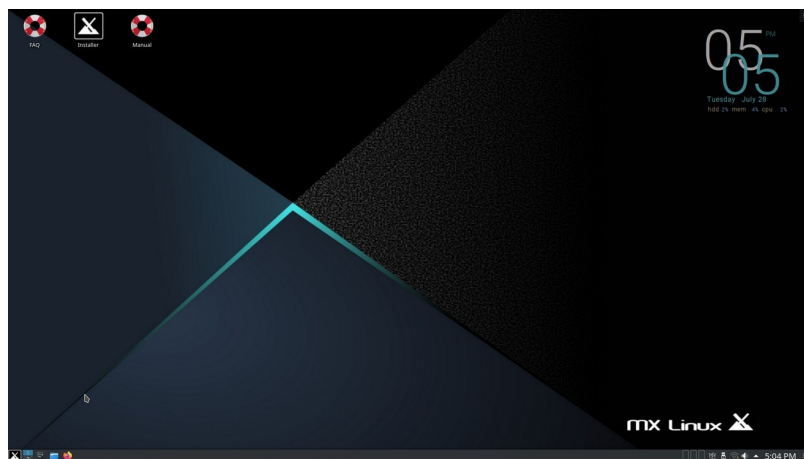 FAQ
Installer
Manual
05 PM
05
Tuesday July 28
hdd 2% mem 4% cpu 2%
MX Linux
5:04 PM